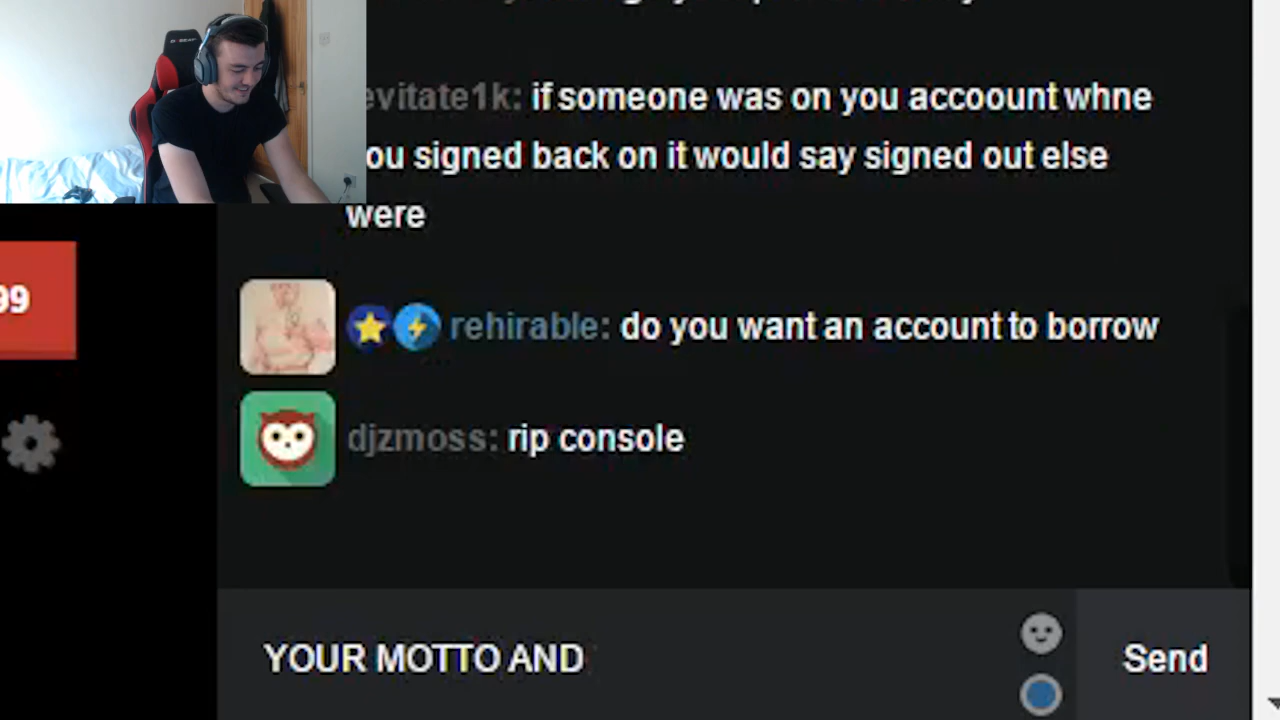 evitate1k: if someone was on you accoount whne
ou signed back on it would say signed out else
were
99
rehirable: do you want an account to borrow
djzmoss: rip console
YOUR MOTTO AND
Send